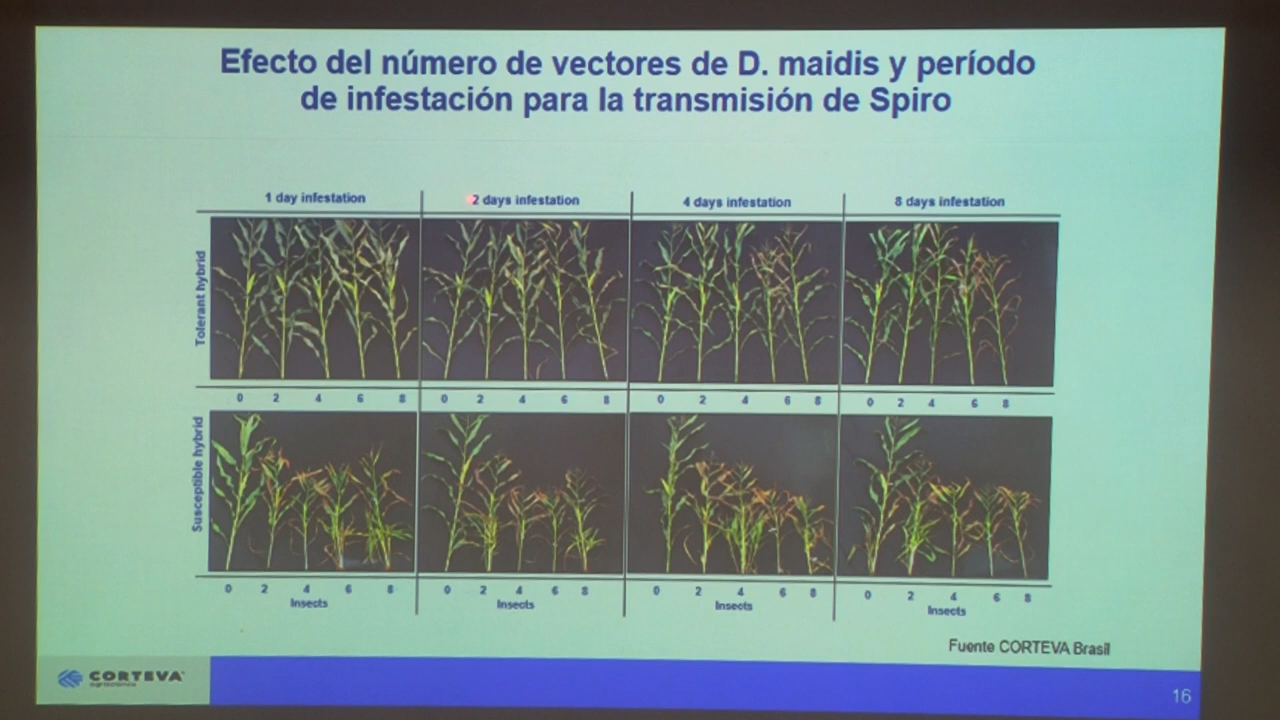 Efecto del número de vectores de D. maidis y período
de infestación para la transmisión de Spiro
1 day infestation
2 days infestation
4 days infestation
8 days infestation
Tolerant hybrid
0 2 4 6 8
0 2 4 6 8
0 2 4 6 8
0 2 4 6 8
Susceptible hybrid
0 2 4 6 8
Insects
0 2 4 6 8
Insects
0 2 4 6 8
Insects
0 2 4 6 8
Insects
Fuente CORTEVA Brasil
CORTEVA
agriscience
16